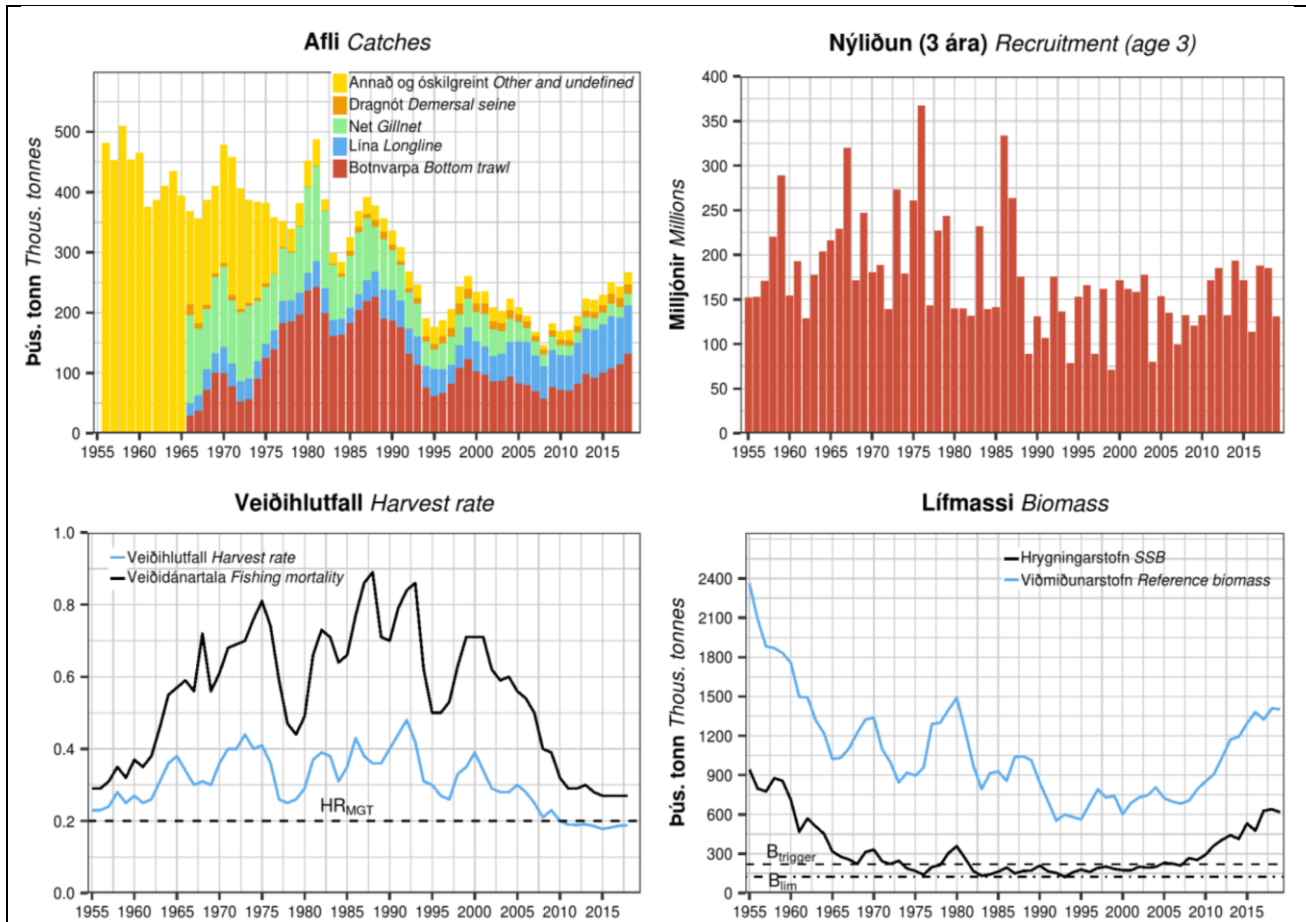 Afli Catches
Þús. tonn Thous. tonnes
500
400
300
200
100
0
Annað og óskilgreint Other and undefined
Dragnót Demersal seine
Net Gillnet
Lína Longline
Botnvarpa Bottom trawl
1955 1960 1965 1970 1975 1980 1985 1990 1995 2000 2005 2010 2015
Nýliðun (3 ára) Recruitment (age 3)
Milljónir Millions
400
350
300
250
200
150
100
50
0
1955 1960 1965 1970 1975 1980 1985 1990 1995 2000 2005 2010 2015
Veiðihlutfall Harvest rate
1.0
0.8
0.6
0.4
0.2
0.0
Veiðihlutfall Harvest rate
Veiðidánartala Fishing mortality
HRMGT
1955 1960 1965 1970 1975 1980 1985 1990 1995 2000 2005 2010 2015
Lífmassi Biomass
Þús. tonn Thous. tonnes
2400
2100
1800
1500
1200
900
600
300
0
Hrygningarstofn SSB
Viðmiðunarstofn Reference biomass
Btrigger
Blim
1955 1960 1965 1970 1975 1980 1985 1990 1995 2000 2005 2010 2015